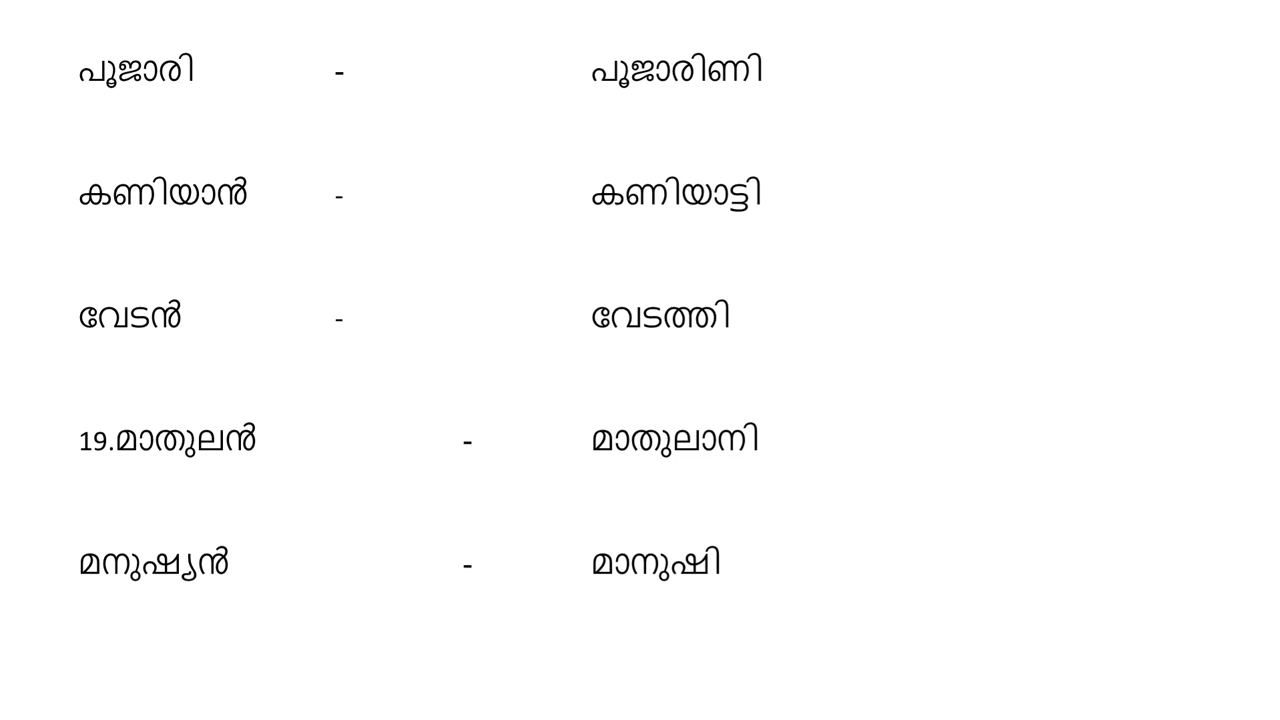 പൂജാരി - പൂജാരിണി
കണിയാൻ - കണിയാട്ടി
വേടൻ - വേടത്തി
19.മാതുലൻ - മാതുലാനി
മനുഷ്യൻ - മാനുഷി